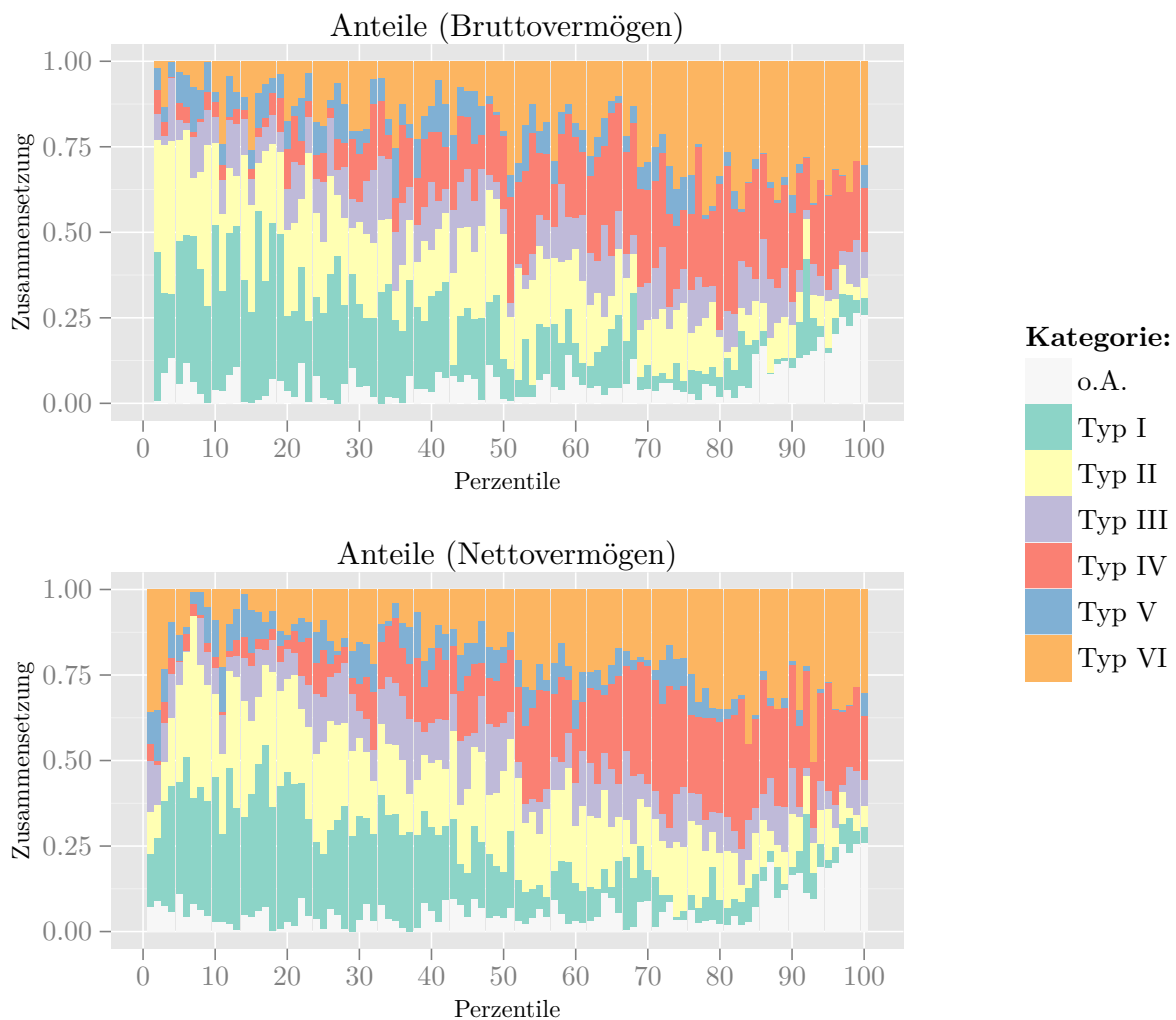 Anteile (Bruttovermögen)
1.00
0.75
0.50
0.25
0.00
Zusammensetzung
0 10 20 30 40 50 60 70 80 90 100
Perzentile
Anteile (Nettovermögen)
1.00
0.75
0.50
0.25
0.00
Zusammensetzung
0 10 20 30 40 50 60 70 80 90 100
Perzentile
Kategorie:
o.A.
Typ I
Typ II
Typ III
Typ IV
Typ V
Typ VI